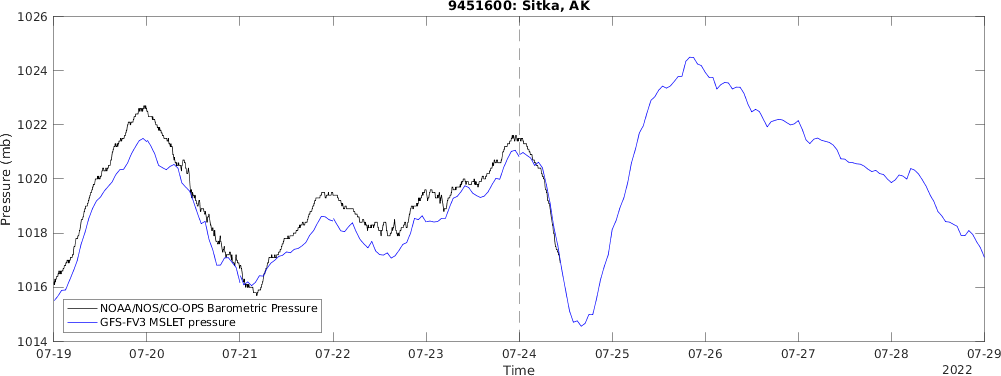 9451600: Sitka, AK
1026
1024
1022
1020
1018
1016
1014
Pressure (mb)
NOAA/NOS/CO-OPS Barometric Pressure
GFS-FV3 MSLET pressure
07-19 07-20 07-21 07-22 07-23 07-24 07-25 07-26 07-27 07-28 07-29
Time
2022